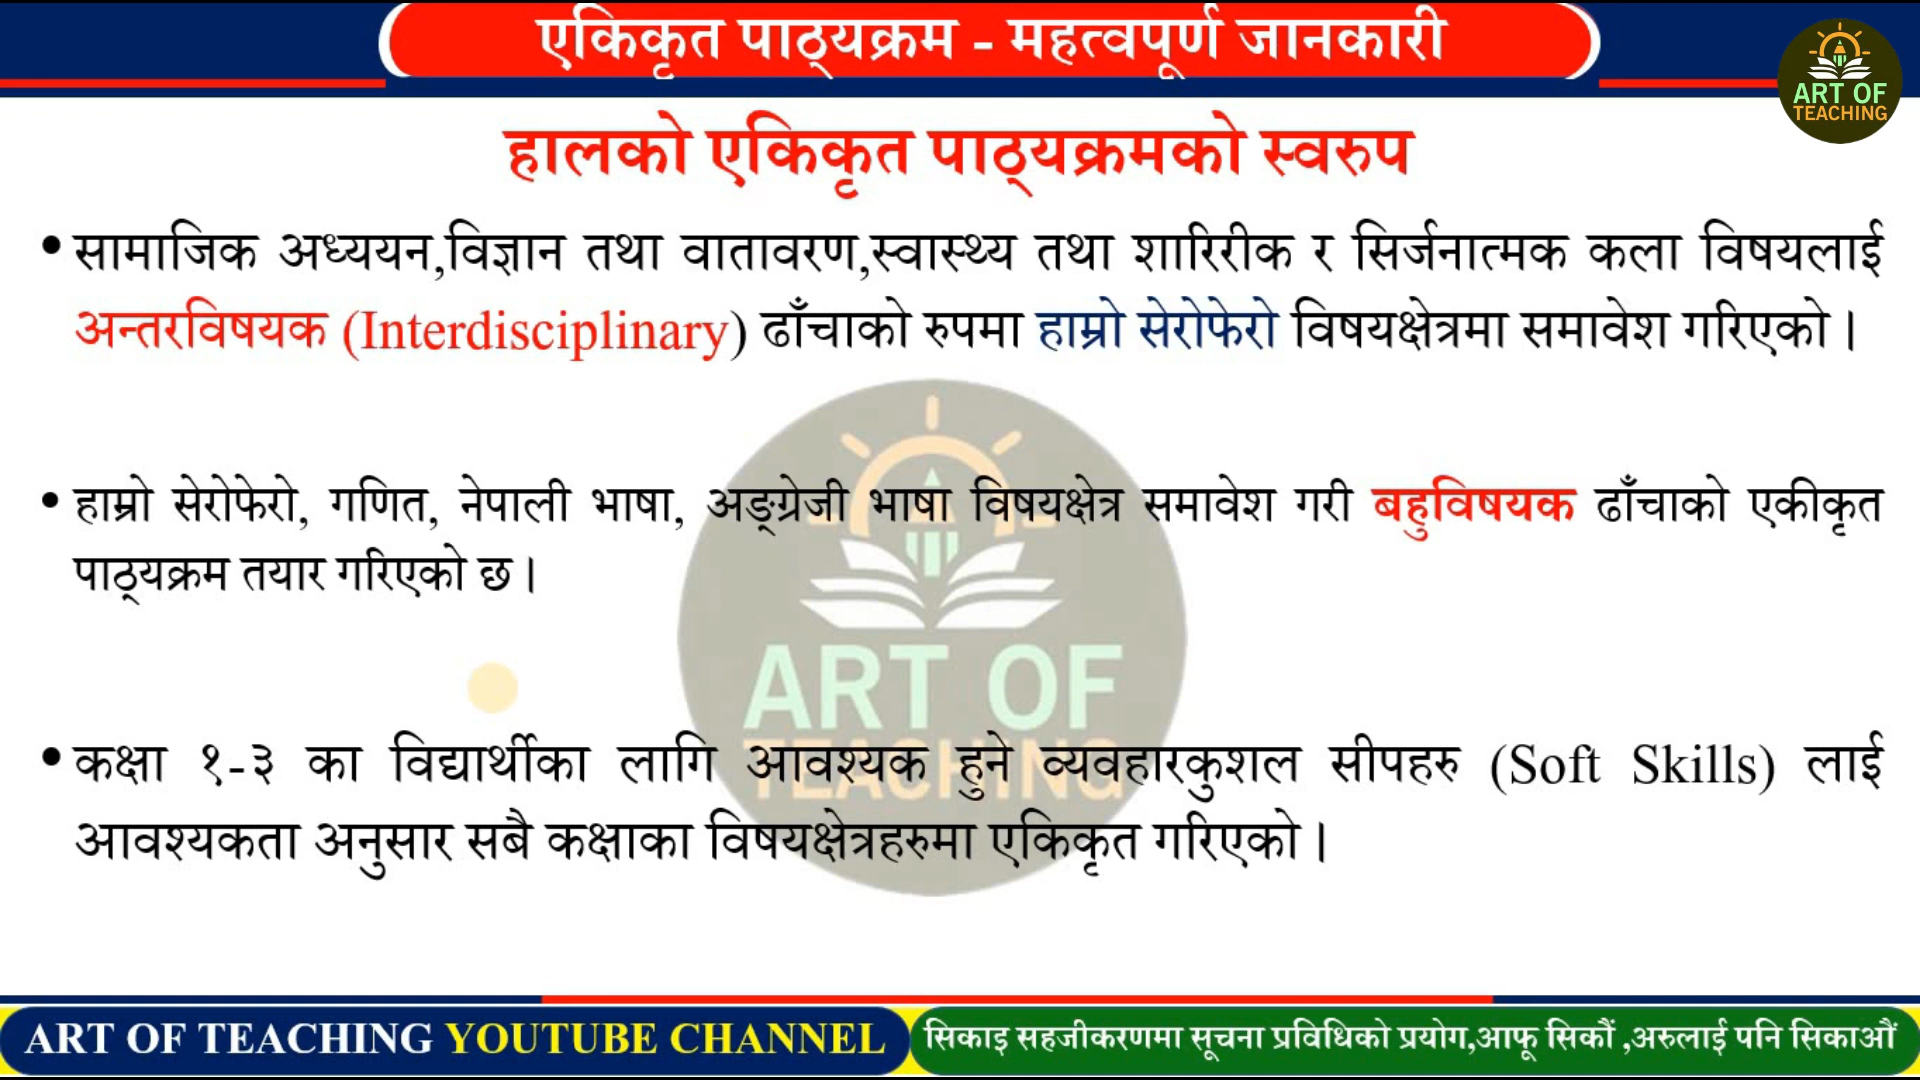 एकिकृत पाठ्यक्रम - महत्वपूर्ण जानकारी
ART OF
TEACHING
हालको एकिकृत पाठ्यक्रमको स्वरुप
• सामाजिक अध्ययन,विज्ञान तथा वातावरण,स्वास्थ्य तथा शारिरीक र सिर्जनात्मक कला विषयलाई
अन्तरविषयक (Interdisciplinary) ढाँचाको रुपमा हाम्रो सेरोफेरो विषयक्षेत्रमा समावेश गरिएको ।
• हाम्रो सेरोफेरो, गणित, नेपाली भाषा, अङ्ग्रेजी भाषा विषयक्षेत्र समावेश गरी बहुविषयक ढाँचाको एकीकृत
पाठ्यक्रम तयार गरिएको छ ।
ART OF
TEACHING
• कक्षा १-३ का विद्यार्थीका लागि आवश्यक हुने व्यवहारकुशल सीपहरु (Soft Skills) लाई
आवश्यकता अनुसार सबै कक्षाका विषयक्षेत्रहरुमा एकिकृत गरिएको ।
ART OF TEACHING YOUTUBE CHANNEL
सिकाइ सहजीकरणमा सूचना प्रविधिको प्रयोग,आफू सिकौं ,अरुलाई पनि सिकाऔं